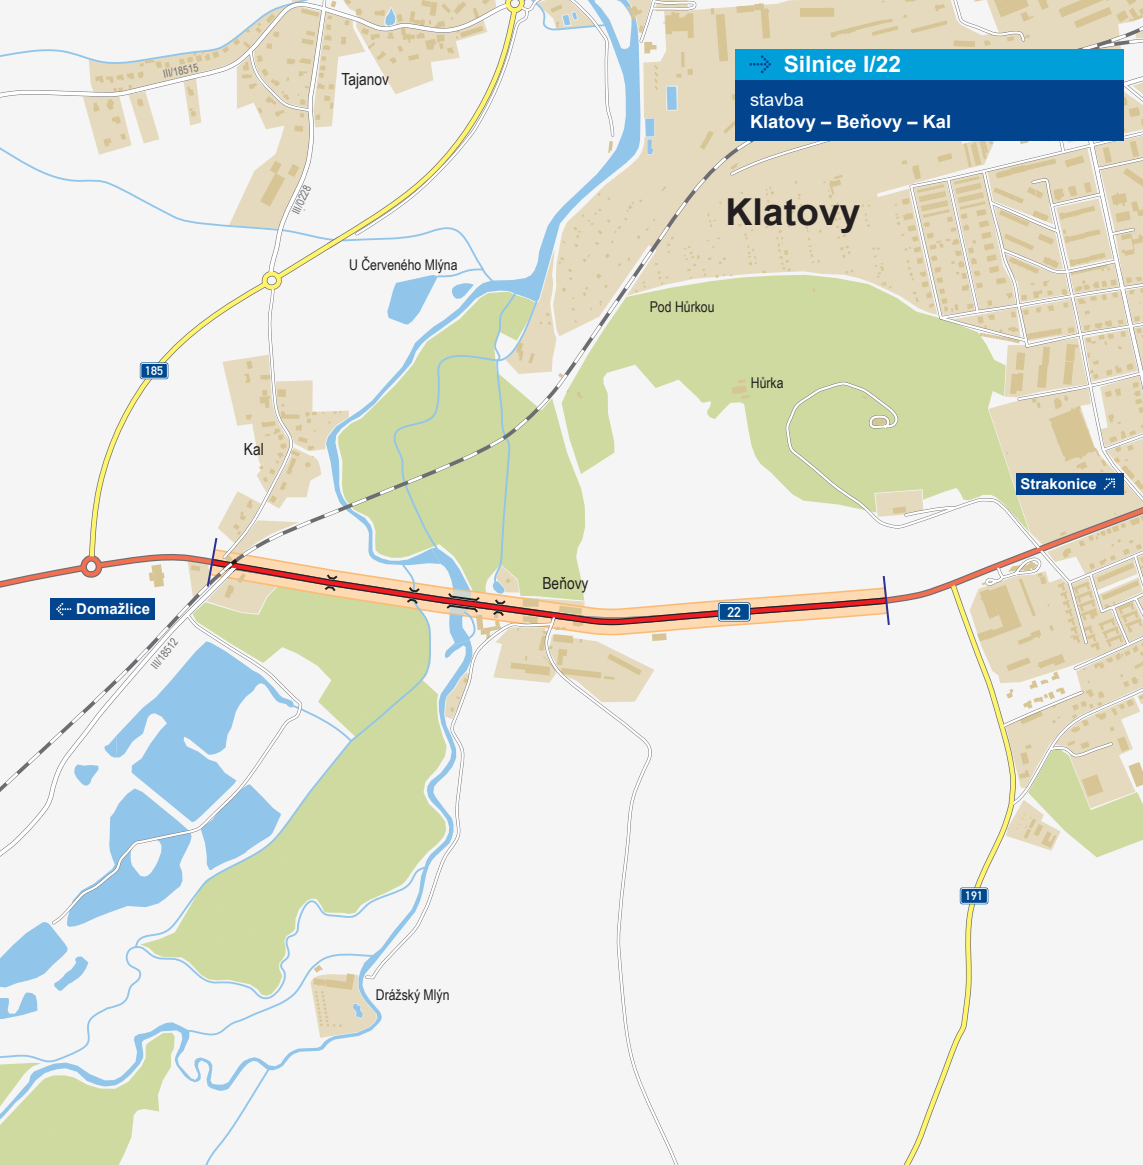 Silnice I/22
stavba
Klatovy – Beňovy – Kal
III/18515
Tajanov
III/0228
Klatovy
U Červeného Mlýna
Pod Hůrkou
185
Hůrka
Kal
Strakonice
Beňovy
Domažlice
22
III/18512
191
Drážský Mlýn